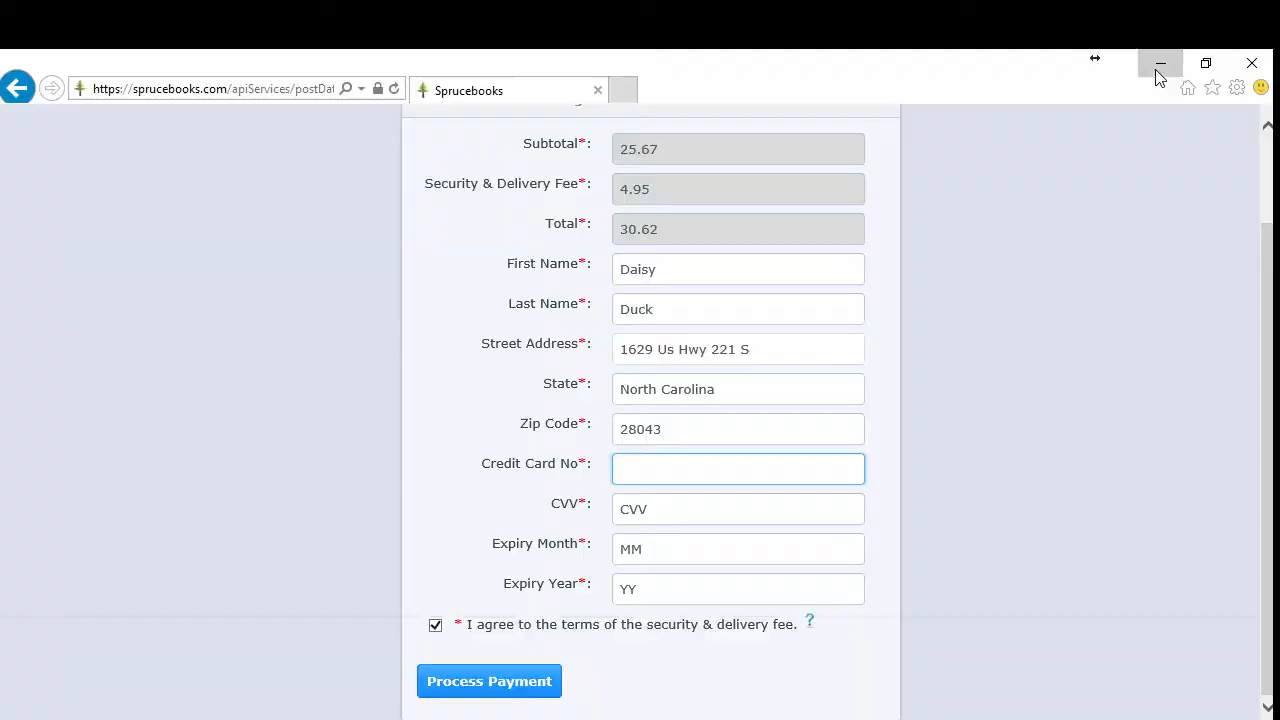 https://sprucebooks.com/apiServices/postDat
Sprucebooks
Subtotal*: 25.67
Security & Delivery Fee*: 4.95
Total*: 30.62
First Name*: Daisy
Last Name*: Duck
Street Address*: 1629 Us Hwy 221 S
State*: North Carolina
Zip Code*: 28043
Credit Card No*:
CVV*: CVV
Expiry Month*: MM
Expiry Year*: YY
* I agree to the terms of the security & delivery fee. ?
Process Payment